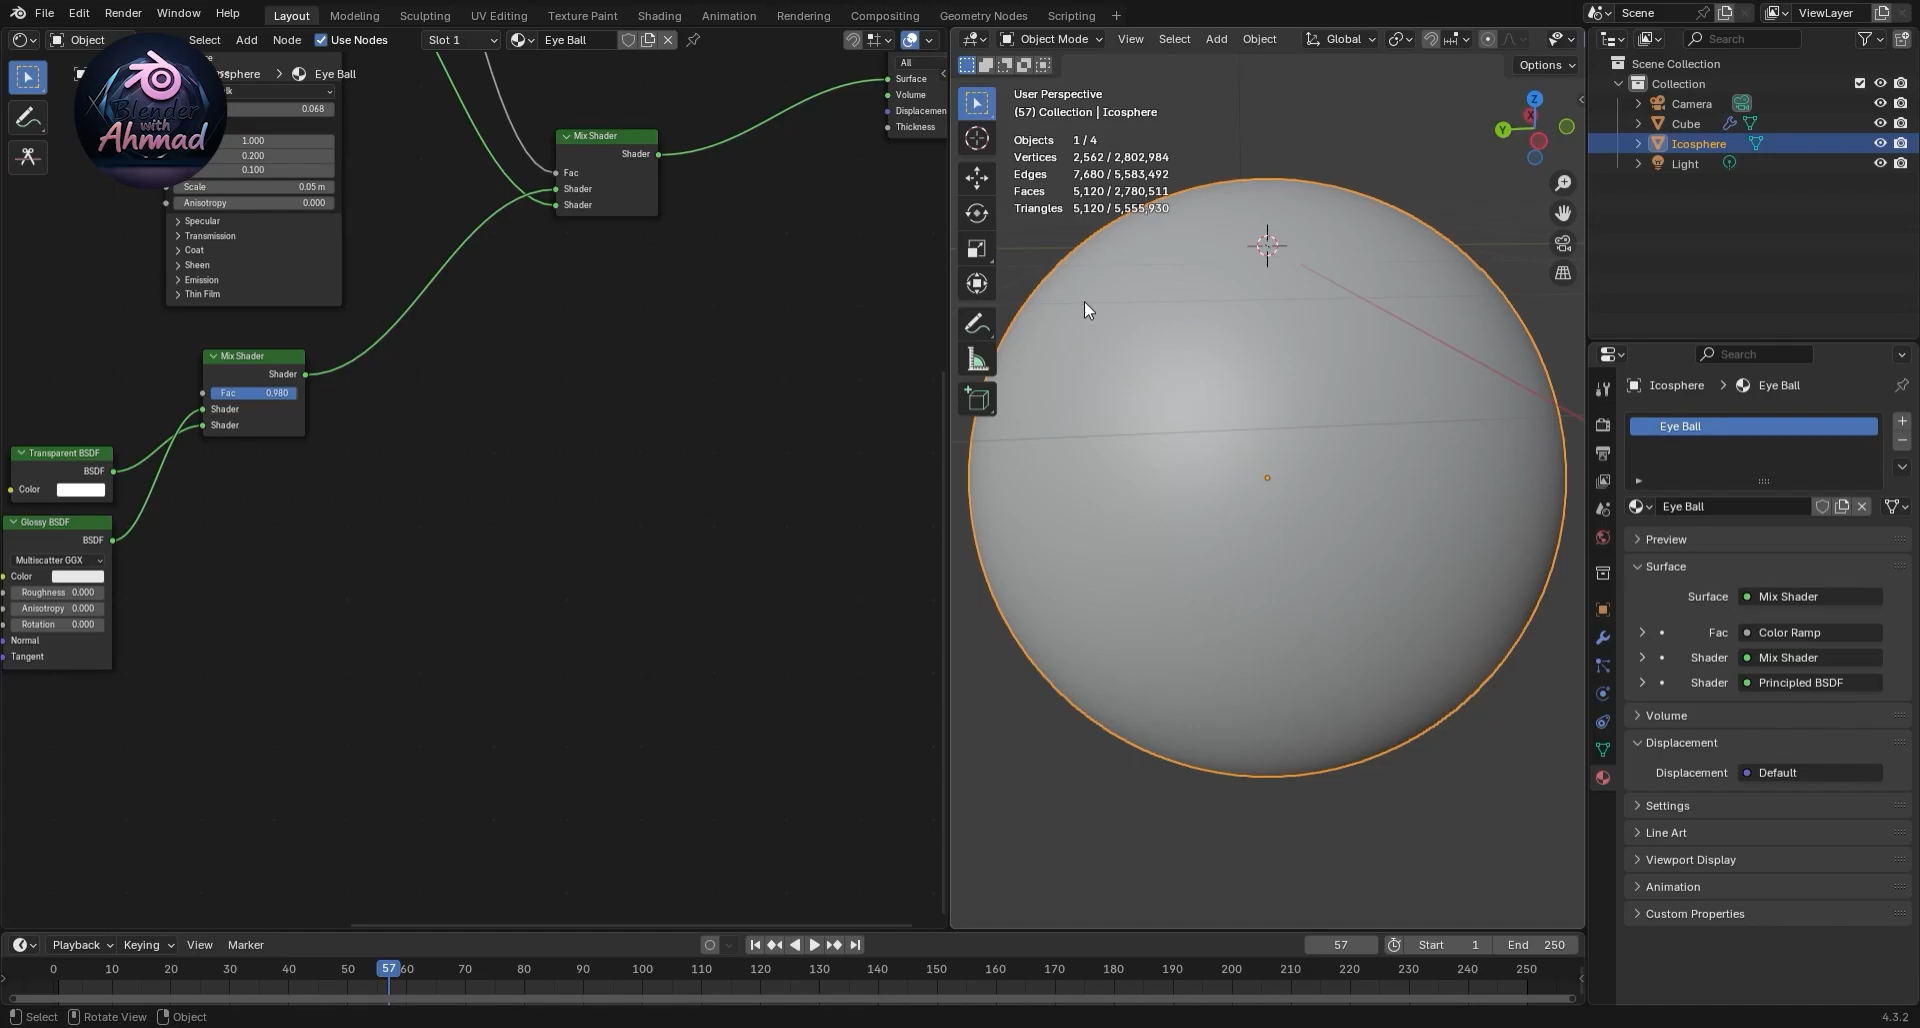 File Edit Render Window Help Layout Modeling Sculpting UV Editing Texture Paint Shading Animation Rendering Compositing Geometry Nodes Scripting + Scene ViewLayer
Object Select Add Node Use Nodes Slot 1 Eye Ball
Object Mode View Select Add Object Global
Search
Options
Blender
with
Ahmad
Eye Ball
0.068
1.000
0.200
0.100
Scale 0.05 m
Anisotropy 0.000
Specular
Transmission
Coat
Sheen
Emission
Thin Film
Mix Shader
Shader
Fac
Shader
Shader
All
Surface
Volume
Displacemen
Thickness
Mix Shader
Shader
Fac 0.980
Shader
Shader
Transparent BSDF
BSDF
Color
Glossy BSDF
BSDF
Multiscatter GGX
Color
Roughness 0.000
Anisotropy 0.000
Rotation 0.000
Normal
Tangent
User Perspective
(57) Collection | Icosphere
Objects 1 / 4
Vertices 2,562 / 2,802,984
Edges 7,680 / 5,583,492
Faces 5,120 / 2,780,511
Triangles 5,120 / 5,555,930
Z
X
Y
Scene Collection
Collection
Camera
Cube
Icosphere
Light
Search
Icosphere Eye Ball
Eye Ball
Eye Ball
Preview
Surface
Surface Mix Shader
Fac Color Ramp
Shader Mix Shader
Shader Principled BSDF
Volume
Displacement
Displacement Default
Settings
Line Art
Viewport Display
Animation
Custom Properties
Playback Keying View Marker 57 Start 1 End 250
0 10 20 30 40 50 57 60 70 80 90 100 110 120 130 140 150 160 170 180 190 200 210 220 230 240 250
Select Rotate View Object 4.3.2